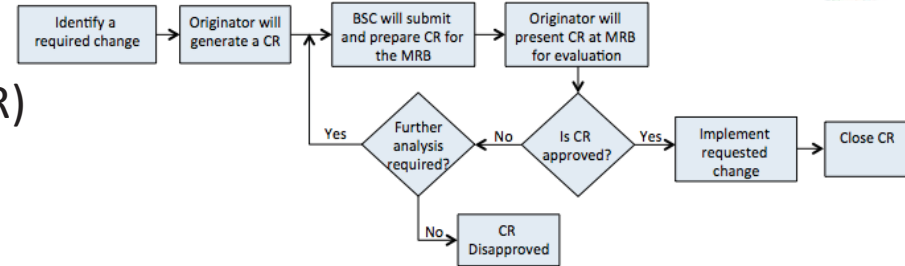 Identify a
required change
Originator will
generate a CR
BSC will submit
and prepare CR for
the MRB
Originator will
present CR at MRB
for evaluation
R)
Yes
Further
analysis
required?
No
Is CR
approved?
Yes
Implement
requested
change
Close CR
No
CR
Disapproved